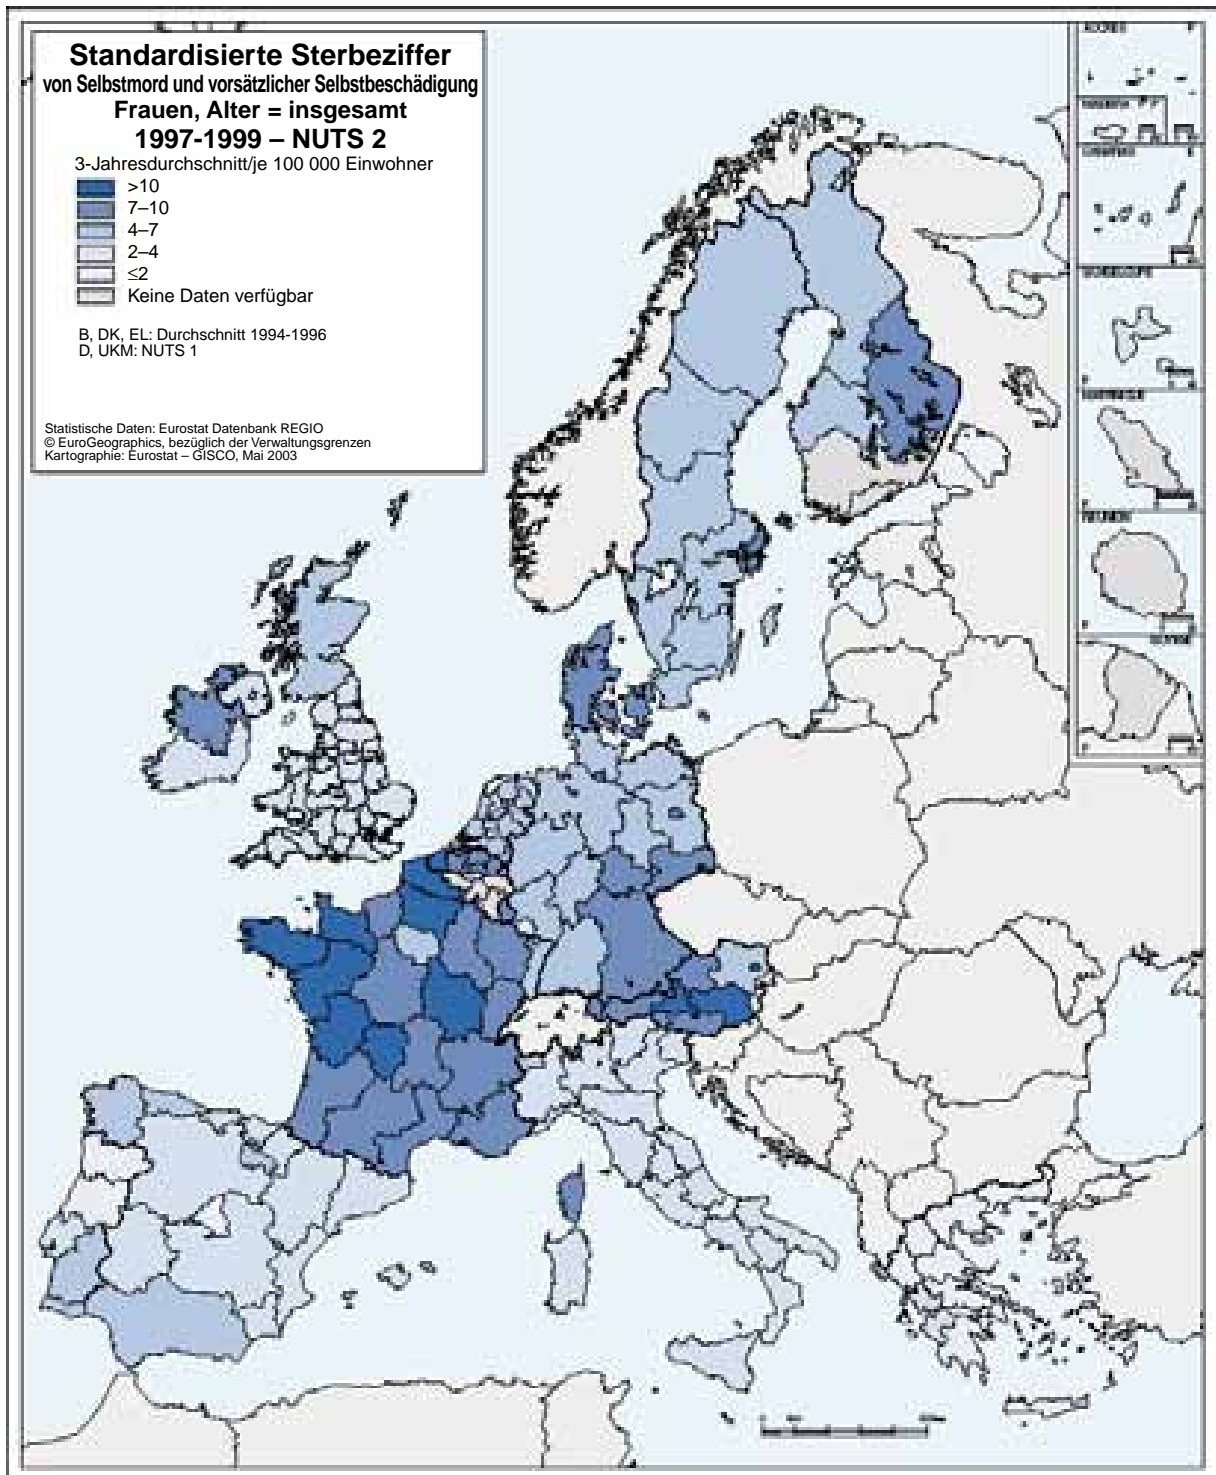 Standardisierte Sterbeziffer
von Selbstmord und vorsätzlicher Selbstbeschädigung
Frauen, Alter = insgesamt
1997-1999 – NUTS 2
3-Jahresdurchschnitt/je 100 000 Einwohner
>10
7–10
4–7
2–4
≤2
Keine Daten verfügbar
B, DK, EL: Durchschnitt 1994-1996
D, UKM: NUTS 1
Statistische Daten: Eurostat Datenbank REGIO
© EuroGeographics, bezüglich der Verwaltungsgrenzen
Kartographie: Eurostat – GISCO, Mai 2003
GUADELOUPE
REUNION